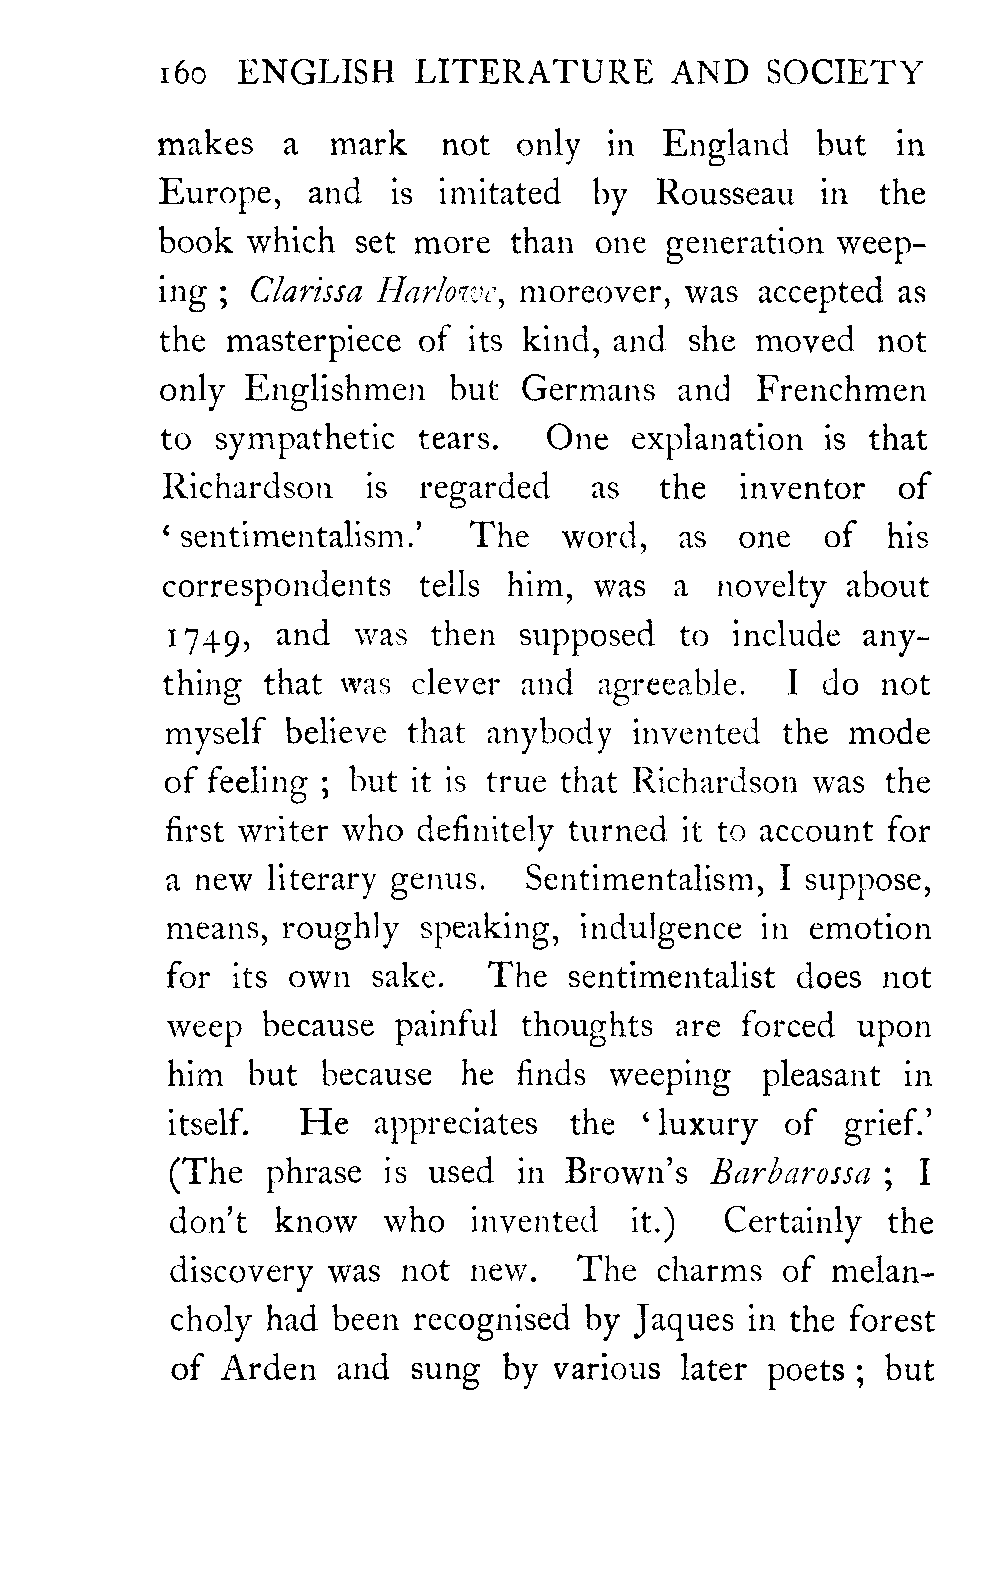 160 ENGLISH LITERATURE AND SOCIETY
makes a mark not only in England but in
Europe, and is imitated by Rousseau in the
book which set more than one generation weep-
ing ; Clarissa Harlowe, moreover, was accepted as
the masterpiece of its kind, and she moved not
only Englishmen but Germans and Frenchmen
to sympathetic tears. One explanation is that
Richardson is regarded as the inventor of
‘ sentimentalism.’ The word, as one of his
correspondents tells him, was a novelty about
1749, and was then supposed to include any-
thing that was clever and agreeable. I do not
myself believe that anybody invented the mode
of feeling ; but it is true that Richardson was the
first writer who definitely turned it to account for
a new literary genus. Sentimentalism, I suppose,
means, roughly speaking, indulgence in emotion
for its own sake. The sentimentalist does not
weep because painful thoughts are forced upon
him but because he finds weeping pleasant in
itself. He appreciates the ‘ luxury of grief.’
(The phrase is used in Brown’s Barbarossa ; I
don’t know who invented it.) Certainly the
discovery was not new. The charms of melan-
choly had been recognised by Jaques in the forest
of Arden and sung by various later poets ; but